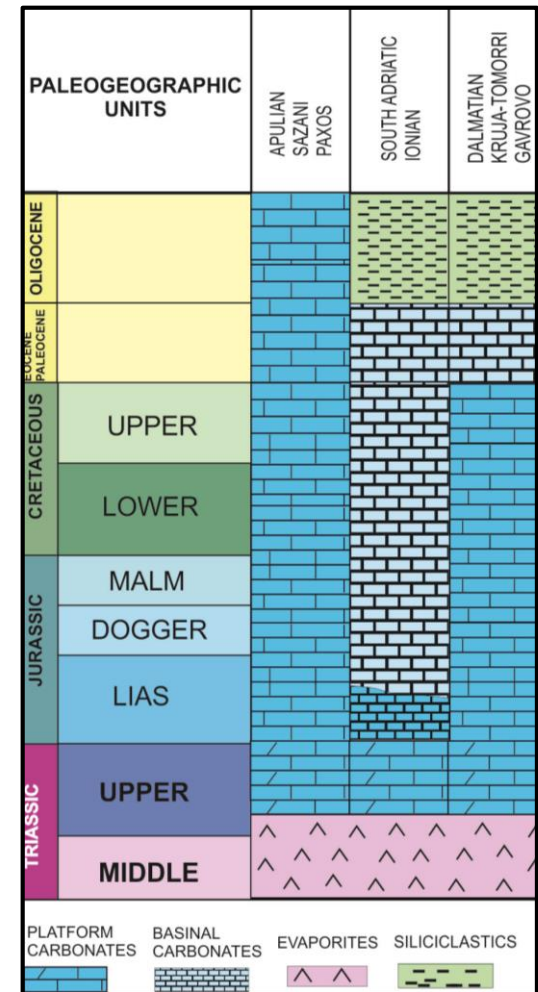 PALEOGEOGRAPHIC
UNITS
APULIAN
SAZANI
PAXOS
SOUTH ADRIATIC
IONIAN
DALMATIAN
KRUJA-TOMORRI
GAVROVO
OLIGOCENE
EOCENE
PALEOCENE
CRETACEOUS
UPPER
LOWER
JURASSIC
MALM
DOGGER
LIAS
TRIASSIC
UPPER
MIDDLE
PLATFORM
CARBONATES
BASINAL
CARBONATES
EVAPORITES
SILICICLASTICS